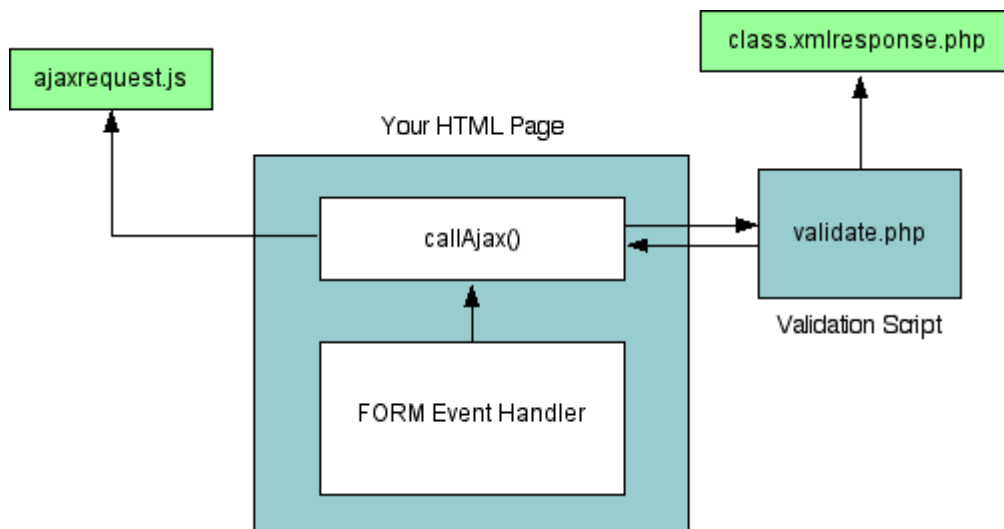 class.xmlresponse.php
ajaxrequest.js
Your HTML Page
callAjax()
validate.php
Validation Script
FORM Event Handler